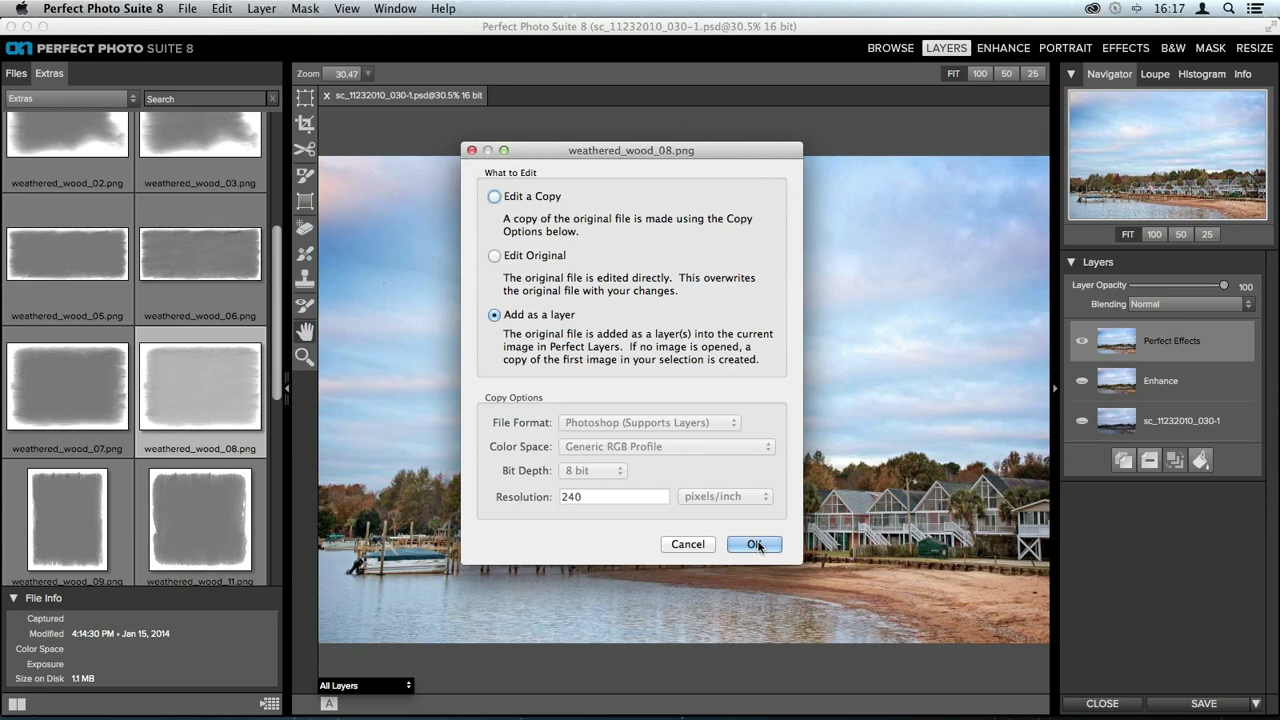 Perfect Photo Suite 8 File Edit Layer Mask View Window Help 16:17
Perfect Photo Suite 8 (sc_11232010_030-1.psd@30.5% 16 bit)
PERFECT PHOTO SUITE 8 BROWSE LAYERS ENHANCE PORTRAIT EFFECTS B&W MASK RESIZE
Files Extras
Extras Search
weathered_wood_02.png weathered_wood_03.png
weathered_wood_05.png weathered_wood_06.png
weathered_wood_07.png weathered_wood_08.png
weathered_wood_09.png weathered_wood_11.png
File Info
Captured
Modified 4:14:30 PM • Jan 15, 2014
Color Space
Exposure
Size on Disk 1.1 MB
Zoom 30.47 FIT 100 50 25
X sc_11232010_030-1.psd@30.5% 16 bit
weathered_wood_08.png
What to Edit
Edit a Copy
A copy of the original file is made using the Copy
Options below.
Edit Original
The original file is edited directly. This overwrites
the original file with your changes.
Add as a layer
The original file is added as a layer(s) into the current
image in Perfect Layers. If no image is opened, a
copy of the first image in your selection is created.
Copy Options
File Format: Photoshop (Supports Layers)
Color Space: Generic RGB Profile
Bit Depth: 8 bit
Resolution: 240 pixels/inch
Cancel OK
All Layers
A
Navigator Loupe Histogram Info
FIT 100 50 25
Layers
Layer Opacity 100
Blending Normal
Perfect Effects
Enhance
sc_11232010_030-1
CLOSE SAVE